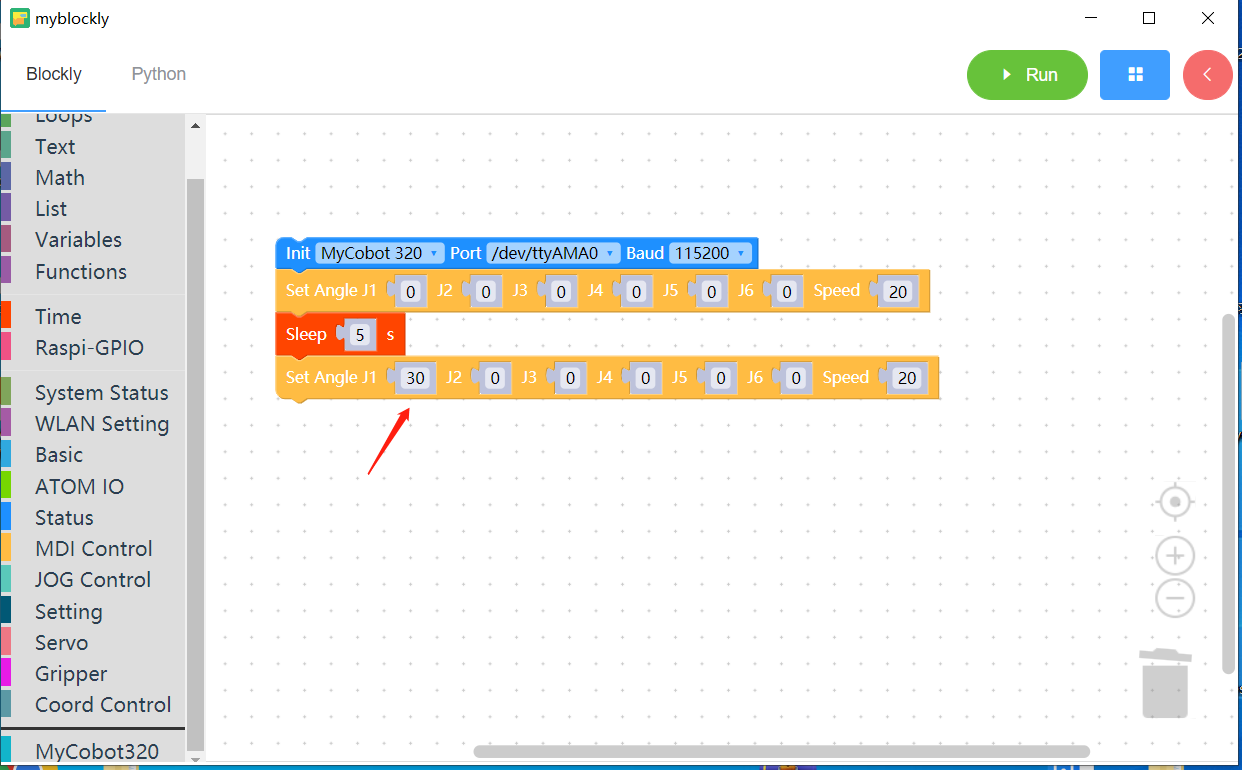 myblockly
Blockly Python Run
Loops
Text
Math
List
Variables
Functions
Time
Raspi-GPIO
System Status
WLAN Setting
Basic
ATOM IO
Status
MDI Control
JOG Control
Setting
Servo
Gripper
Coord Control
MyCobot320
Init MyCobot 320 Port /dev/ttyAMA0 Baud 115200
Set Angle J1 0 J2 0 J3 0 J4 0 J5 0 J6 0 Speed 20
Sleep 5 s
Set Angle J1 30 J2 0 J3 0 J4 0 J5 0 J6 0 Speed 20